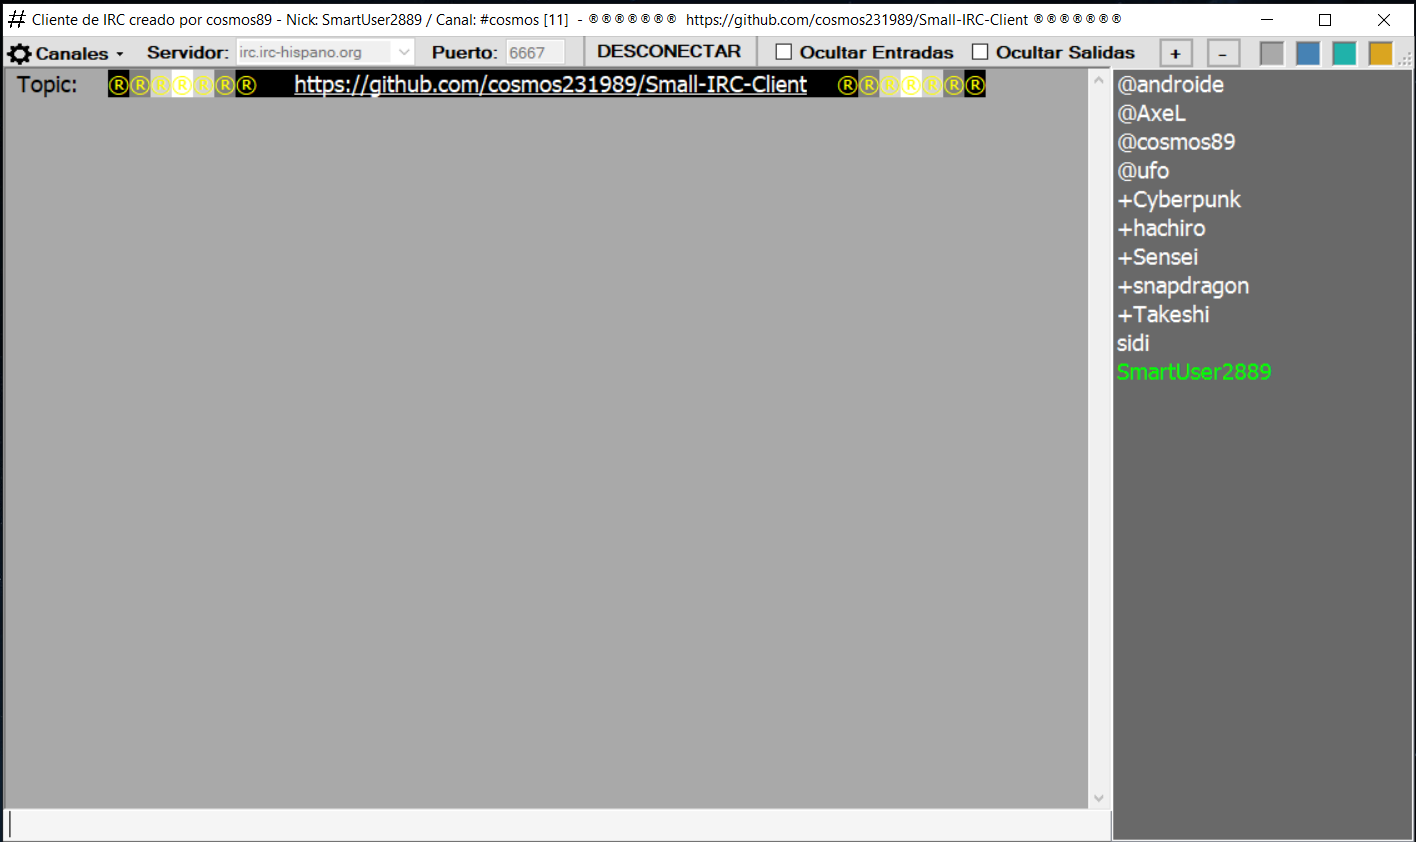 # Cliente de IRC creado por cosmos89 - Nick: SmartUser2889 / Canal: #cosmos [11] - ® ® ® ® ® ® ® https://github.com/cosmos231989/Small-IRC-Client ® ® ® ® ® ® ®
Canales Servidor: irc.irc-hispano.org Puerto: 6667 DESCONECTAR Ocultar Entradas Ocultar Salidas + -
Topic: ®®®®®®® https://github.com/cosmos231989/Small-IRC-Client ®®®®®®®
@androide
@AxeL
@cosmos89
@ufo
+Cyberpunk
+hachiro
+Sensei
+snapdragon
+Takeshi
sidi
SmartUser2889